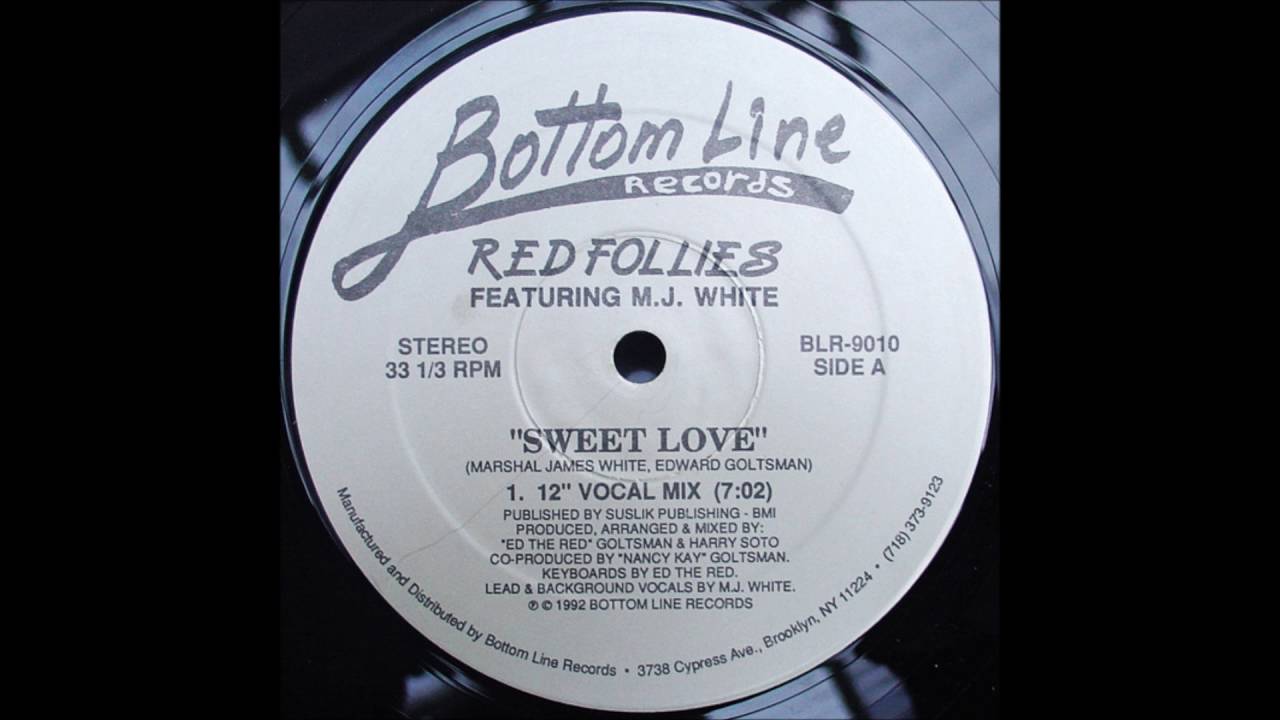 Bottom Line
Records
RED FOLLIES
FEATURING M.J. WHITE
STEREO
33 1/3 RPM
BLR-9010
SIDE A
"SWEET LOVE"
(MARSHAL JAMES WHITE, EDWARD GOLTSMAN)
1. 12" VOCAL MIX (7:02)
PUBLISHED BY SUSLIK PUBLISHING - BMI
PRODUCED, ARRANGED & MIXED BY:
"ED THE RED" GOLTSMAN & HARRY SOTO
CO-PRODUCED BY "NANCY KAY" GOLTSMAN.
KEYBOARDS BY ED THE RED.
LEAD & BACKGROUND VOCALS BY M.J. WHITE.
℗ © 1992 BOTTOM LINE RECORDS
Manufactured and Distributed by Bottom Line Records • 3738 Cypress Ave., Brooklyn, NY 11224 • (718) 373-9123